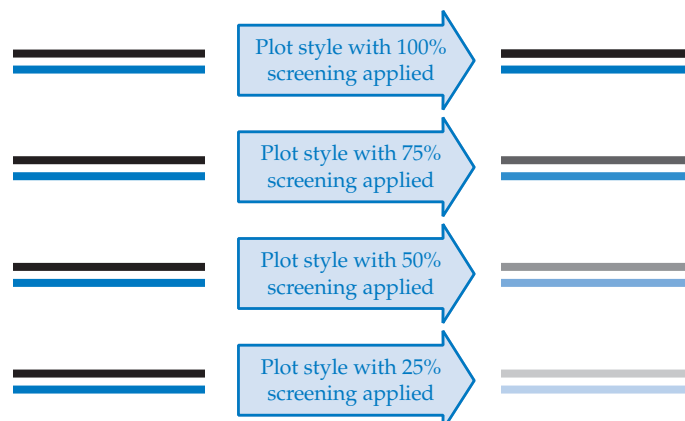 Plot style with 100%
screening applied
Plot style with 75%
screening applied
Plot style with 50%
screening applied
Plot style with 25%
screening applied